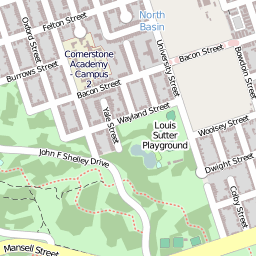 Oxford Street
Felton Street
North
Basin
Cornerstone
Academy
- Campus
2
Burrows Street
Bacon Street
Bacon Street
Bowdoin Street
University Street
Wayland Street
Yale Street
Louis
Sutter
Playground
Woolsey Street
John F Shelley Drive
Dwight Street
Colby Street
Mansell Street